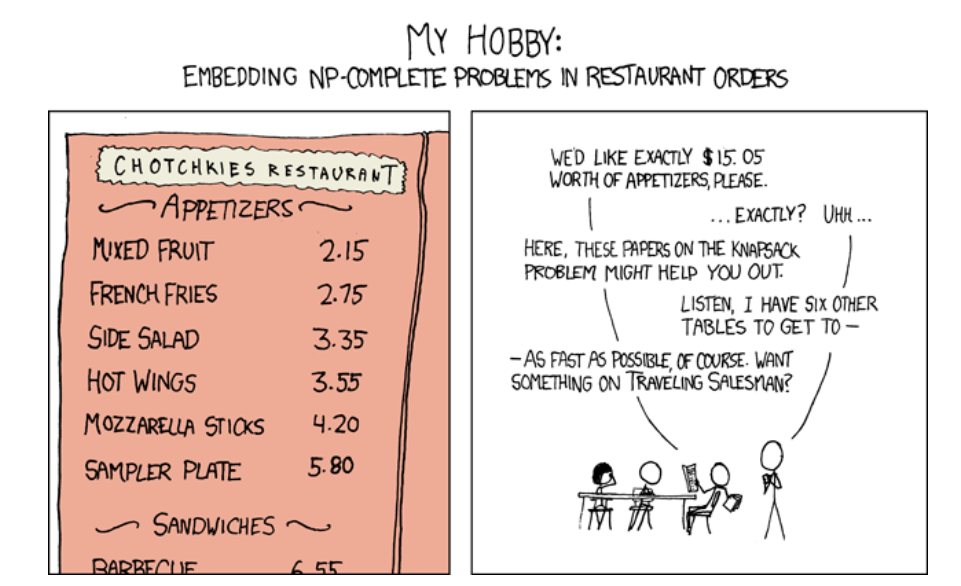 MY HOBBY:
EMBEDDING NP-COMPLETE PROBLEMS IN RESTAURANT ORDERS
CHOTCHKIES RESTAURANT
APPETIZERS
MIXED FRUIT 2.15
FRENCH FRIES 2.75
SIDE SALAD 3.35
HOT WINGS 3.55
MOZZARELLA STICKS 4.20
SAMPLER PLATE 5.80
SANDWICHES
BARBECUE 6.55
WE'D LIKE EXACTLY $15.05
WORTH OF APPETIZERS, PLEASE.
...EXACTLY? UHH...
HERE, THESE PAPERS ON THE KNAPSACK
PROBLEM MIGHT HELP YOU OUT.
LISTEN, I HAVE SIX OTHER
TABLES TO GET TO —
—AS FAST AS POSSIBLE, OF COURSE. WANT
SOMETHING ON TRAVELING SALESMAN?